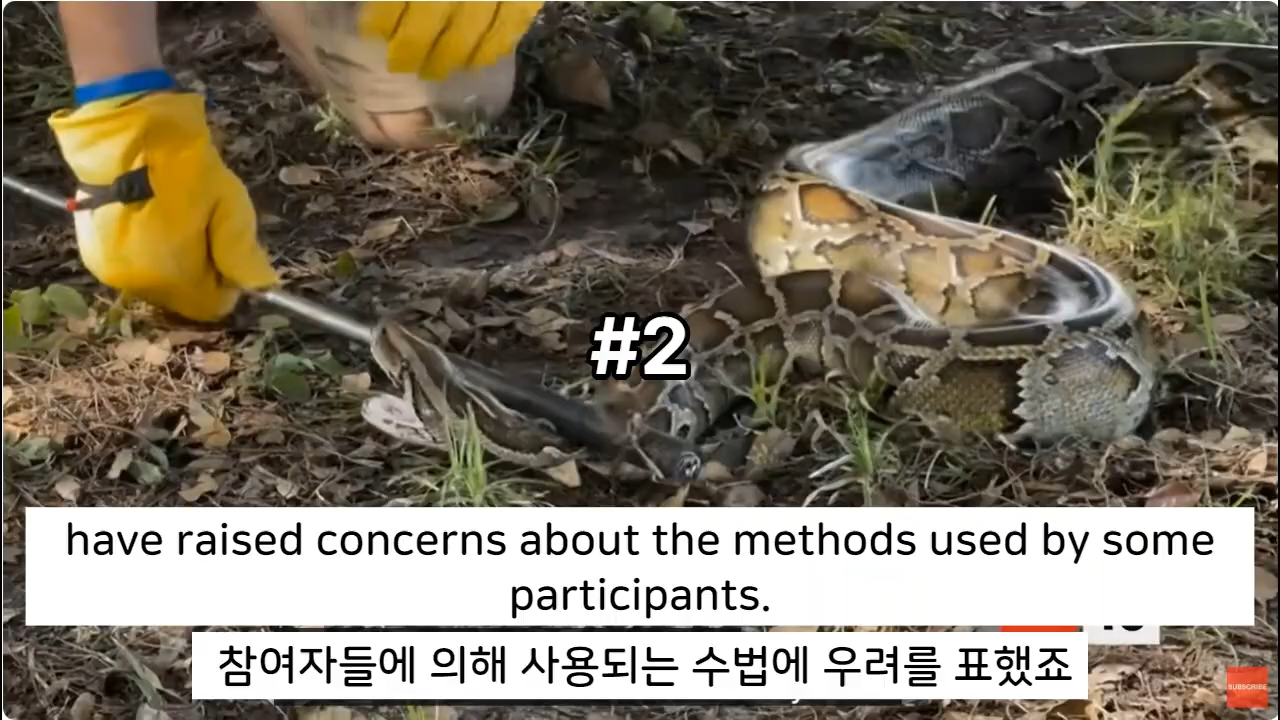 #2
have raised concerns about the methods used by some
participants.
참여자들에 의해 사용되는 수법에 우려를 표했죠
SUBSCRIBE